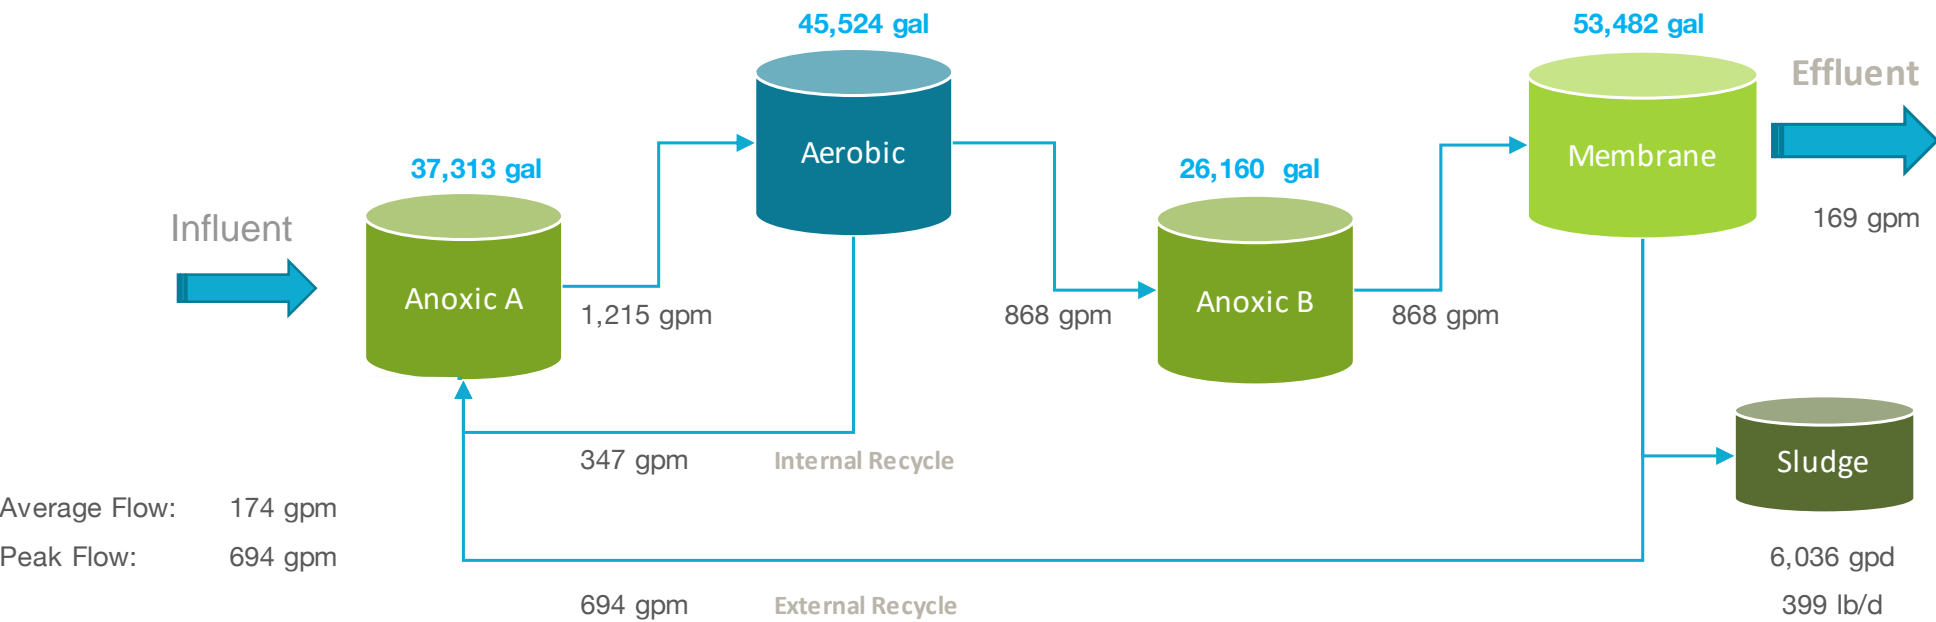 45,524 gal
53,482 gal
Effluent
Aerobic
Membrane
37,313 gal
26,160 gal
169 gpm
Influent
Anoxic A
Anoxic B
1,215 gpm
868 gpm
868 gpm
347 gpm
Internal Recycle
Sludge
Average Flow: 174 gpm
Peak Flow: 694 gpm
6,036 gpd
694 gpm
External Recycle
399 lb/d